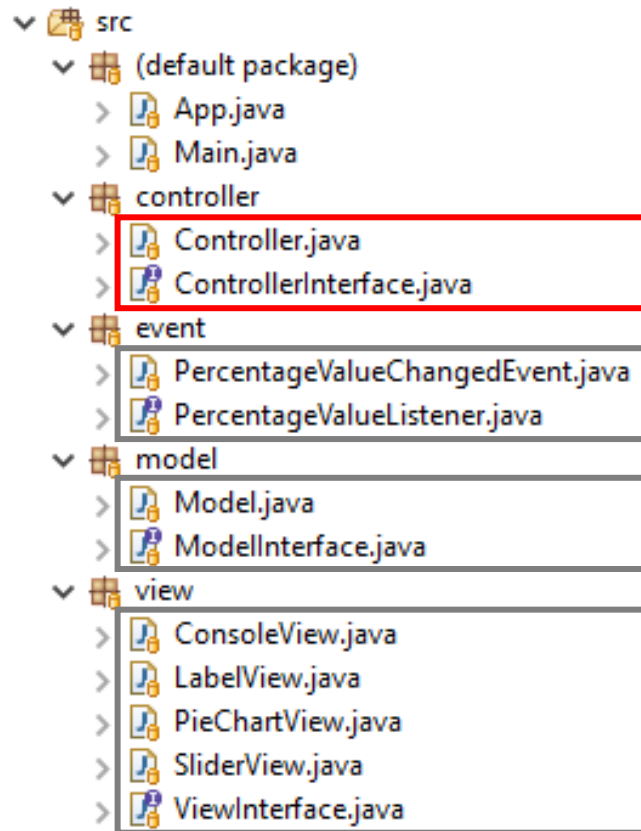 src
(default package)
App.java
Main.java
controller
Controller.java
ControllerInterface.java
event
PercentageValueChangedEvent.java
PercentageValueListener.java
model
Model.java
ModelInterface.java
view
ConsoleView.java
LabelView.java
PieChartView.java
SliderView.java
ViewInterface.java